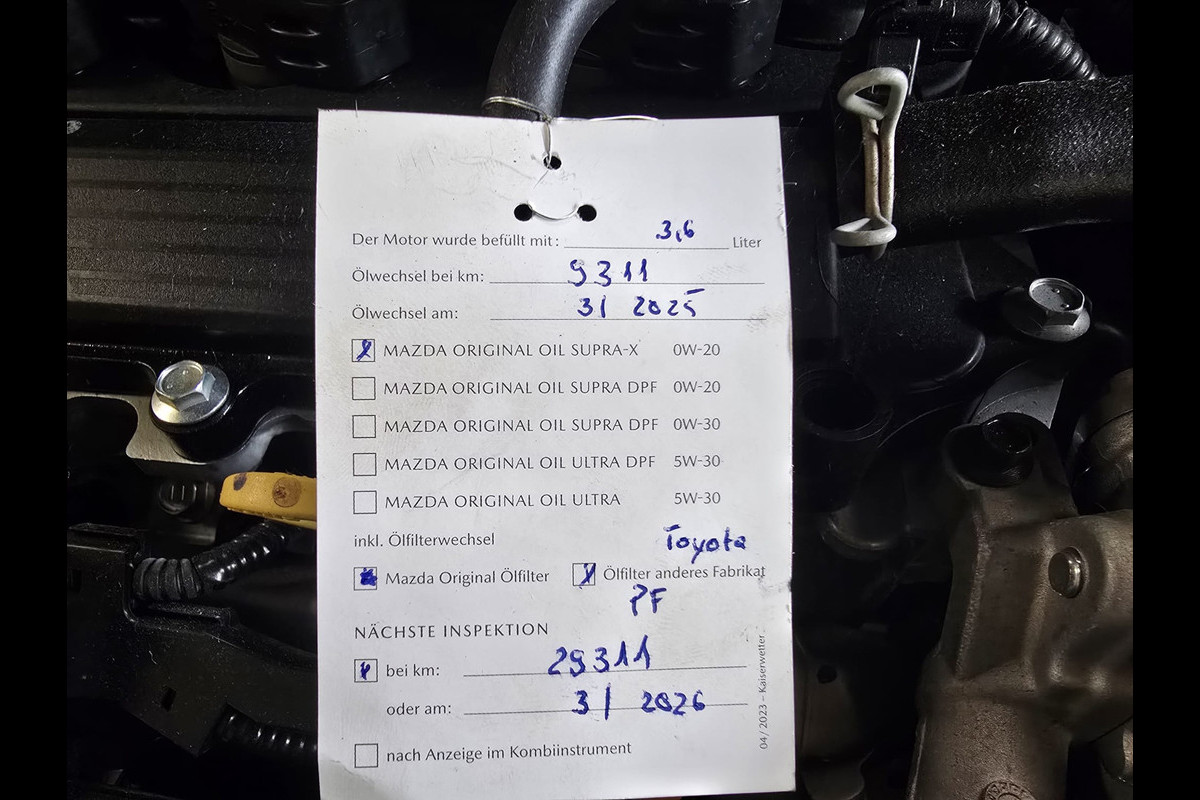 Der Motor wurde befüllt mit: 3,6 Liter
Ölwechsel bei km: 9311
Ölwechsel am: 3/ 2025
MAZDA ORIGINAL OIL SUPRA-X 0W-20
MAZDA ORIGINAL OIL SUPRA DPF 0W-20
MAZDA ORIGINAL OIL SUPRA DPF 0W-30
MAZDA ORIGINAL OIL ULTRA DPF 5W-30
MAZDA ORIGINAL OIL ULTRA 5W-30
inkl. Ölfilterwechsel Toyota
Mazda Original Ölfilter Ölfilter anderes Fabrikat
PF
NÄCHSTE INSPEKTION
bei km: 29311
oder am: 3/ 2026
nach Anzeige im Kombiinstrument
04/2023 – Kaiserwetter